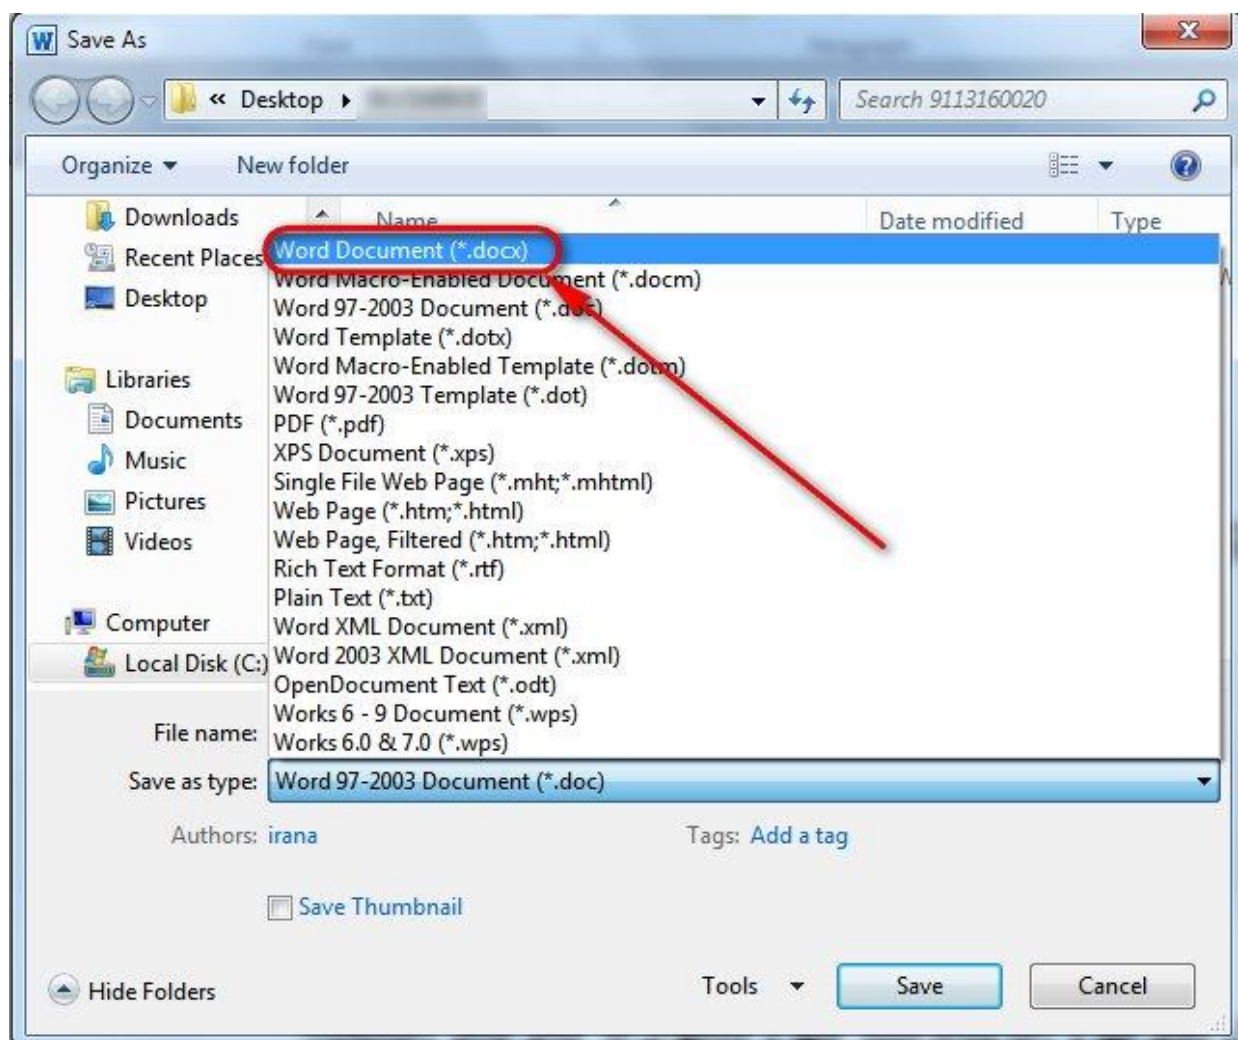 Save As
« Desktop
Search 9113160020
Organize New folder
Downloads
Name Date modified Type
Recent Places
Desktop
Libraries
Documents
Music
Pictures
Videos
Computer
Local Disk (C:)
Word Document (*.docx)
Word Macro-Enabled Document (*.docm)
Word 97-2003 Document (*.doc)
Word Template (*.dotx)
Word Macro-Enabled Template (*.dotm)
Word 97-2003 Template (*.dot)
PDF (*.pdf)
XPS Document (*.xps)
Single File Web Page (*.mht;*.mhtml)
Web Page (*.htm;*.html)
Web Page, Filtered (*.htm;*.html)
Rich Text Format (*.rtf)
Plain Text (*.txt)
Word XML Document (*.xml)
Word 2003 XML Document (*.xml)
OpenDocument Text (*.odt)
Works 6 - 9 Document (*.wps)
Works 6.0 & 7.0 (*.wps)
File name:
Save as type: Word 97-2003 Document (*.doc)
Authors: irana Tags: Add a tag
Save Thumbnail
Hide Folders Tools Save Cancel